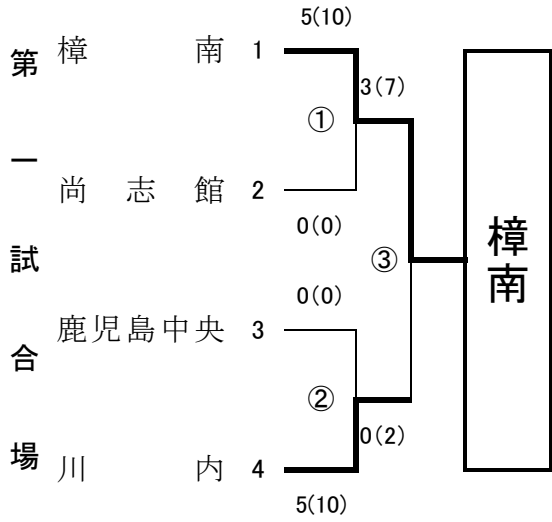 第一試合場
5(10)
樟南 1
3(7)
①
尚志館 2
0(0)
③
樟南
0(0)
鹿児島中央 3
②
0(2)
川内 4
5(10)